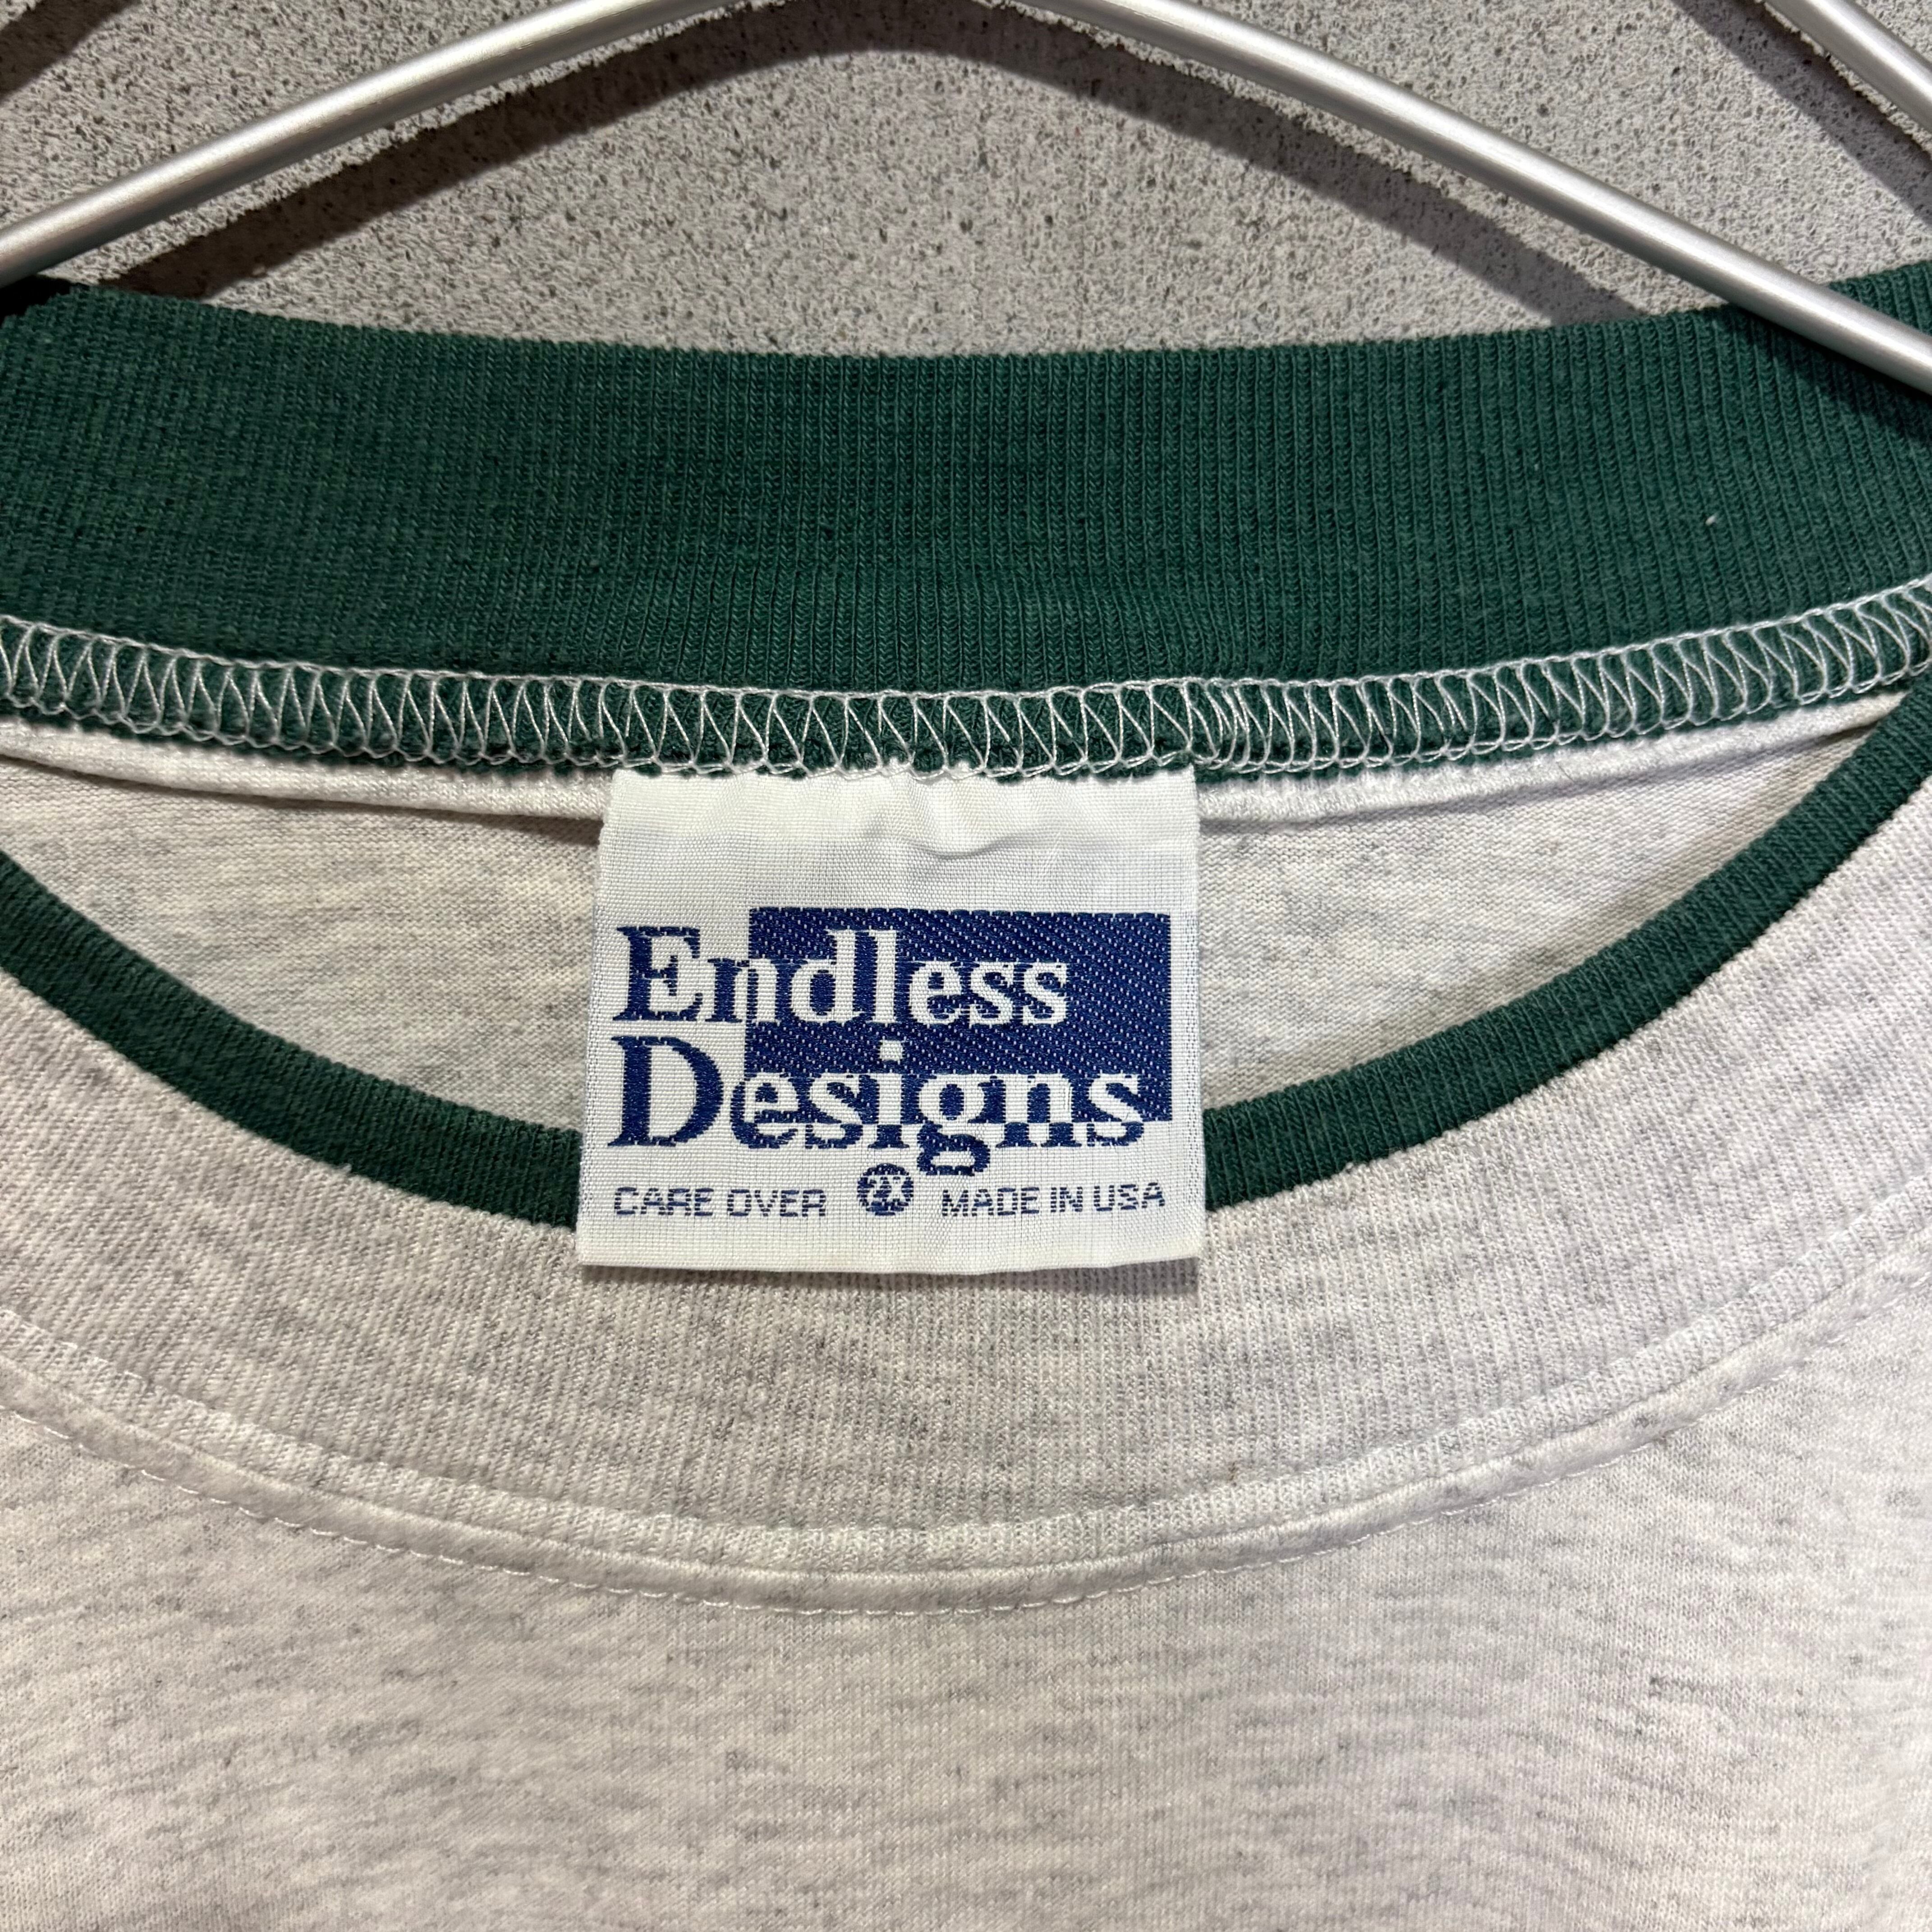 Endless
Designs
CARE OVER 2X MADE IN USA